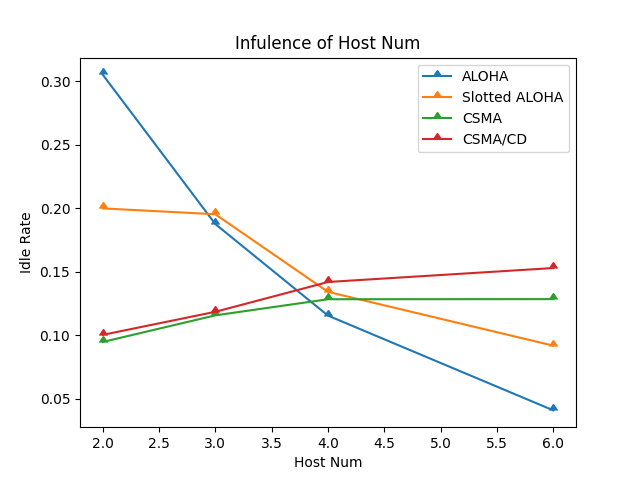 Infulence of Host Num
ALOHA
Slotted ALOHA
CSMA
CSMA/CD
Idle Rate
0.30
0.25
0.20
0.15
0.10
0.05
2.0 2.5 3.0 3.5 4.0 4.5 5.0 5.5 6.0
Host Num